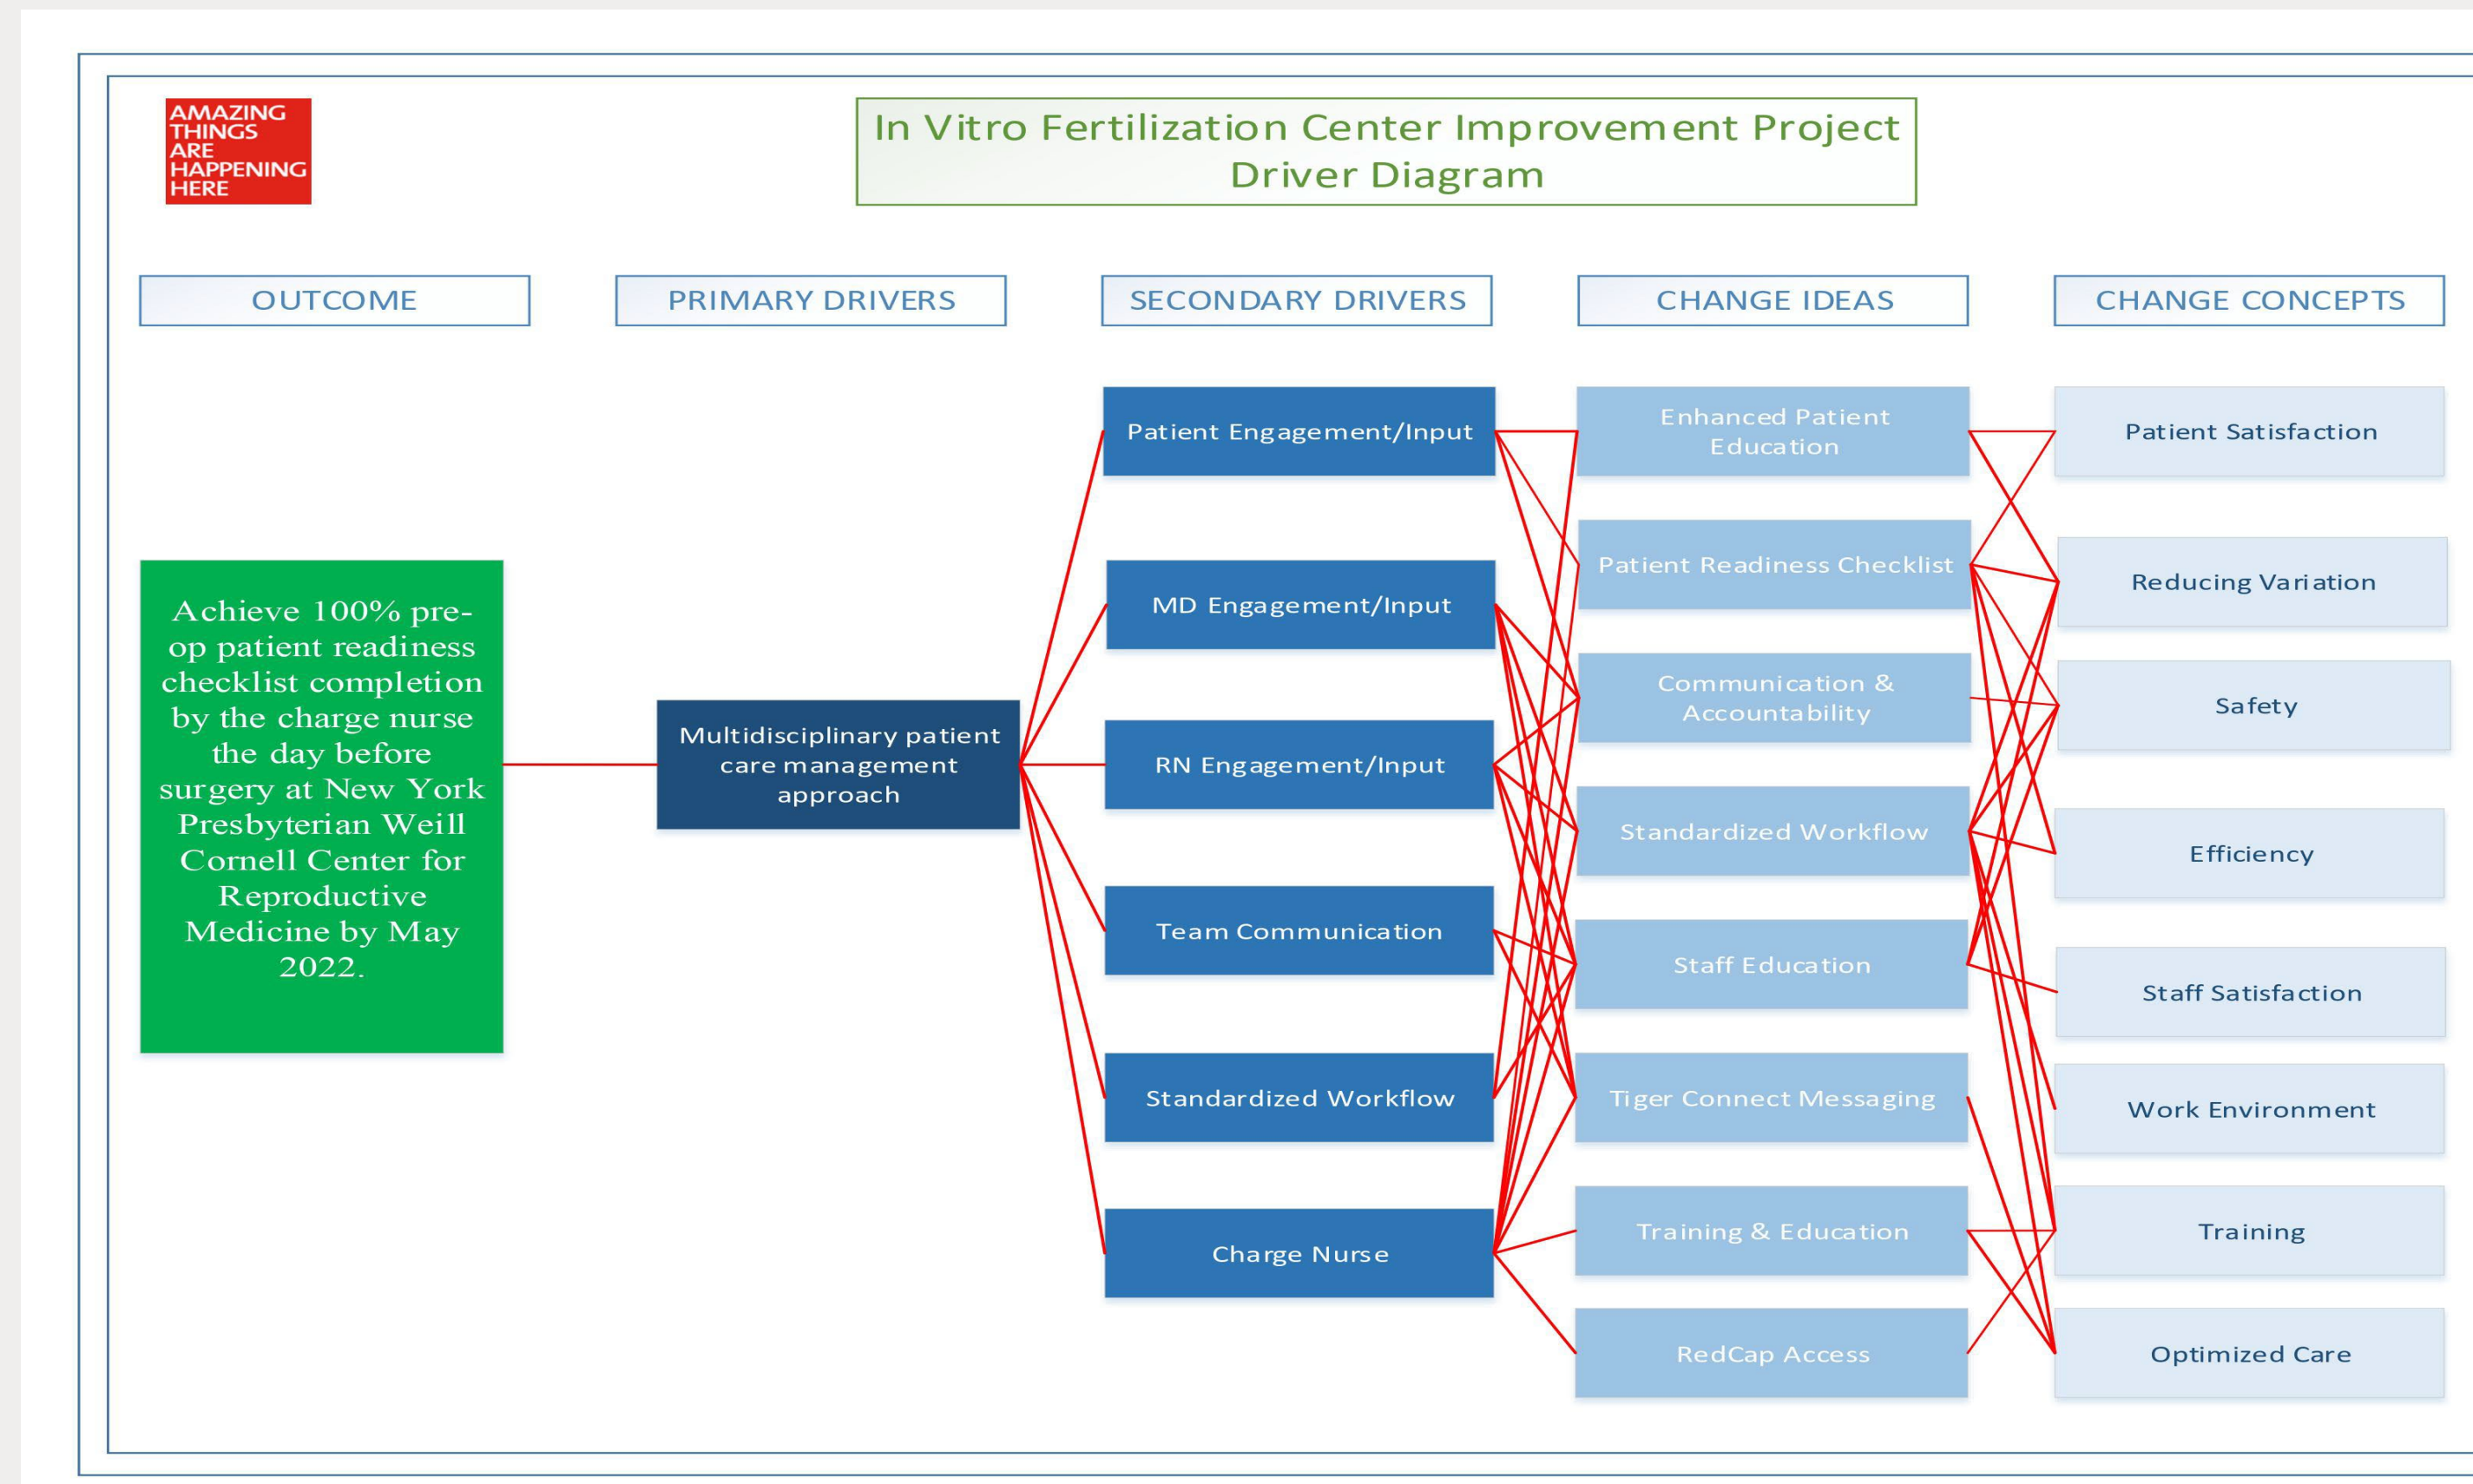 AMAZING
THINGS
ARE
HAPPENING
HERE
In Vitro Fertilization Center Improvement Project
Driver Diagram
OUTCOME
PRIMARY DRIVERS
SECONDARY DRIVERS
CHANGE IDEAS
CHANGE CONCEPTS
Achieve 100% pre-
op patient readiness
checklist completion
by the charge nurse
the day before
surgery at New York
Presbyterian Weill
Cornell Center for
Reproductive
Medicine by May
2022.
Multidisciplinary patient
care management
approach
Patient Engagement/Input
MD Engagement/Input
RN Engagement/Input
Team Communication
Standardized Workflow
Charge Nurse
Enhanced Patient
Education
Patient Readiness Checklist
Communication &
Accountability
Standardized Workflow
Staff Education
Tiger Connect Messaging
Training & Education
RedCap Access
Patient Satisfaction
Reducing Variation
Safety
Efficiency
Staff Satisfaction
Work Environment
Training
Optimized Care